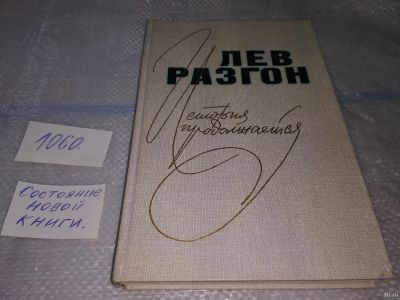 ЛЕВ
РАЗГОН
История
продолжается
1060.
Состояние
новой
книги.